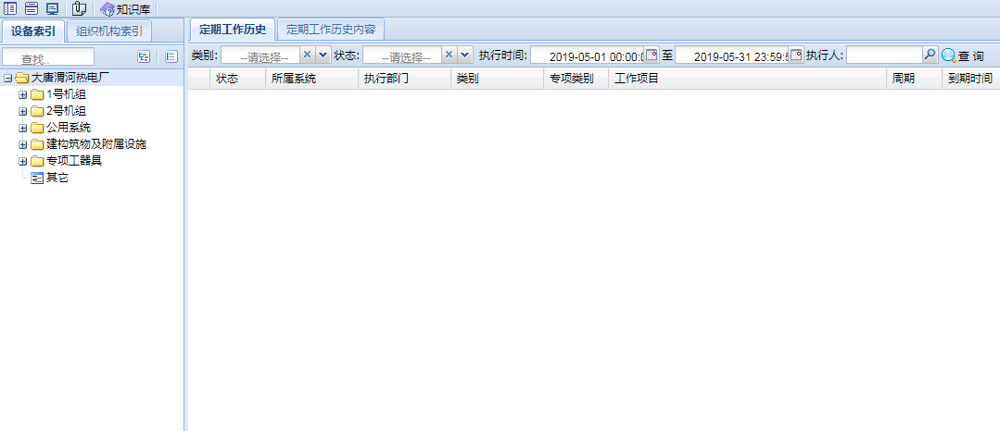 知识库
设备索引 组织机构索引
查找..
大唐渭河热电厂
1号机组
2号机组
公用系统
建构筑物及附属设施
专项工器具
其它
定期工作历史 定期工作历史内容
类别: --请选择-- 状态: --请选择-- 执行时间: 2019-05-01 00:00:0 至 2019-05-31 23:59:5 执行人: 查 询
状态 所属系统 执行部门 类别 专项类别 工作项目 周期 到期时间